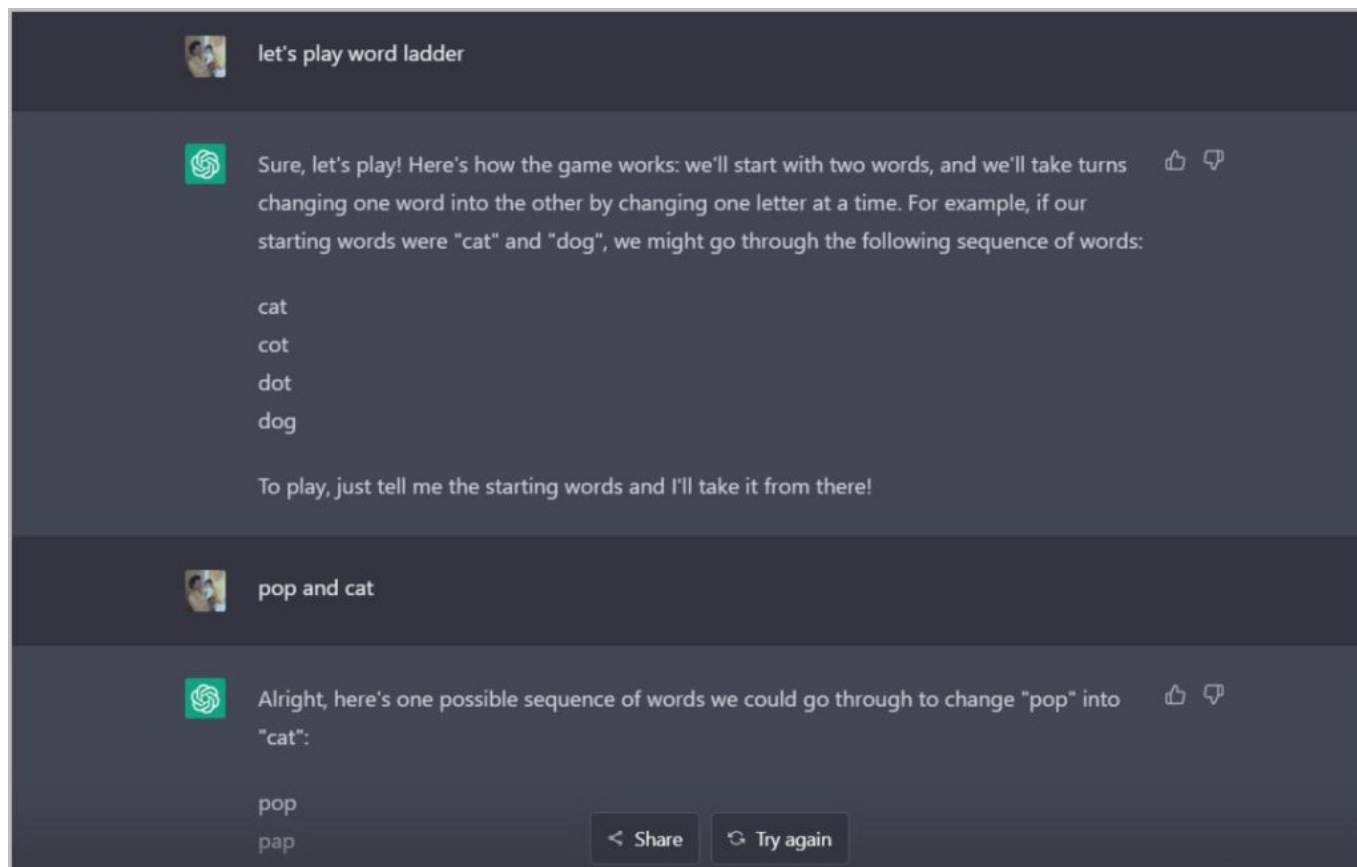 let's play word ladder
Sure, let's play! Here's how the game works: we'll start with two words, and we'll take turns
changing one word into the other by changing one letter at a time. For example, if our
starting words were "cat" and "dog", we might go through the following sequence of words:
cat
cot
dot
dog
To play, just tell me the starting words and I'll take it from there!
pop and cat
Alright, here's one possible sequence of words we could go through to change "pop" into
"cat":
pop
pap
Share
Try again